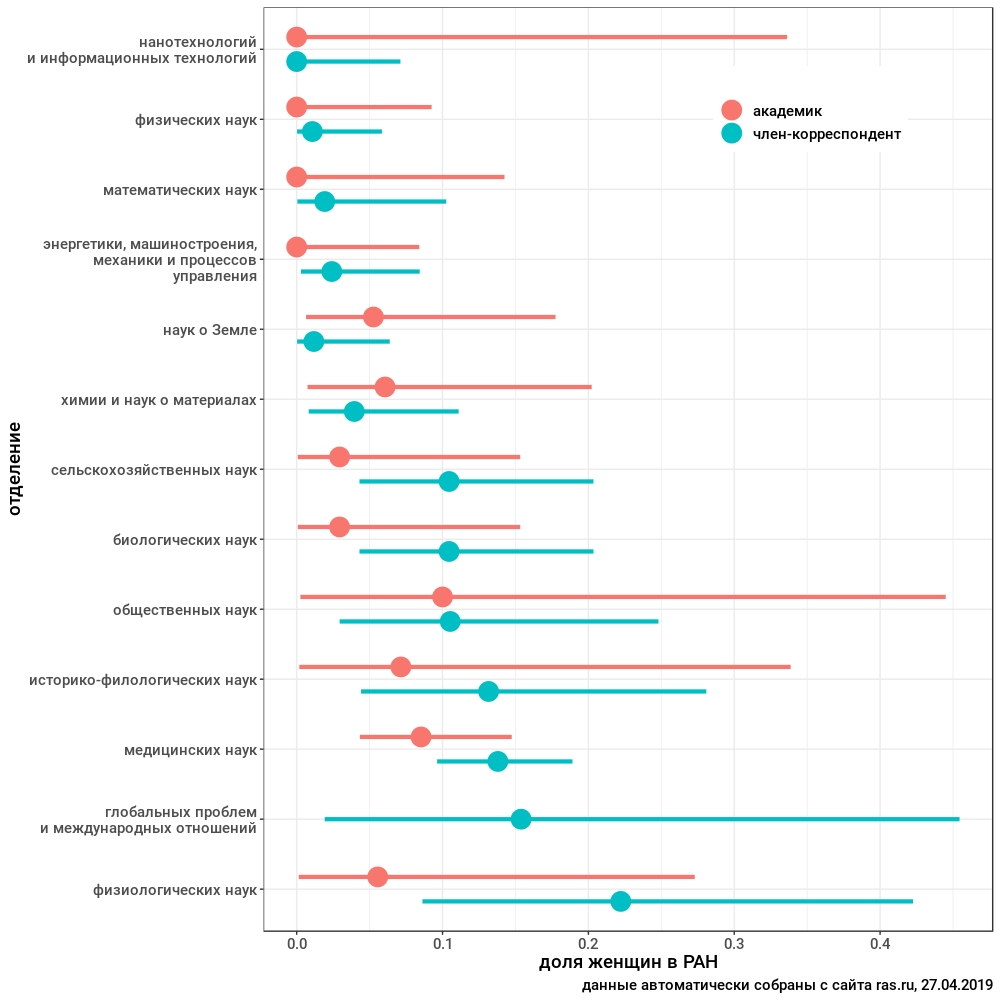 нанотехнологий
и информационных технологий
физических наук
математических наук
энергетики, машиностроения,
механики и процессов
управления
наук о Земле
химии и наук о материалах
сельскохозяйственных наук
биологических наук
общественных наук
историко-филологических наук
медицинских наук
глобальных проблем
и международных отношений
физиологических наук
отделение
академик
член-корреспондент
0.0 0.1 0.2 0.3 0.4
доля женщин в РАН
данные автоматически собраны с сайта ras.ru, 27.04.2019